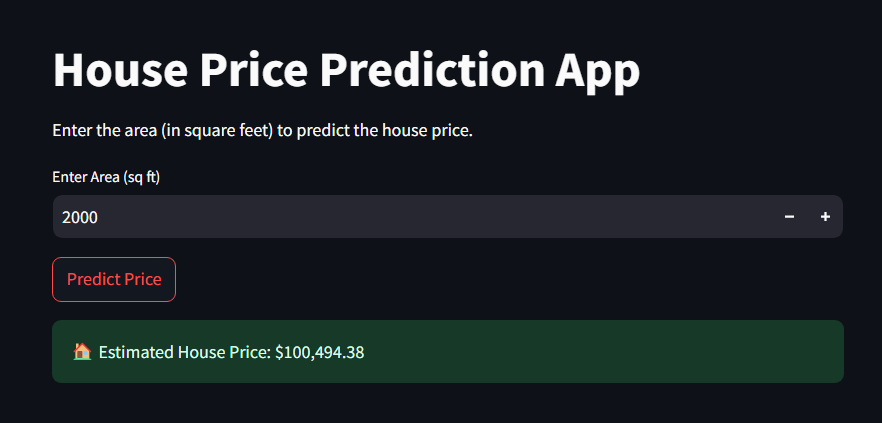 House Price Prediction App
Enter the area (in square feet) to predict the house price.
Enter Area (sq ft)
2000 − +
Predict Price
🏠 Estimated House Price: $100,494.38